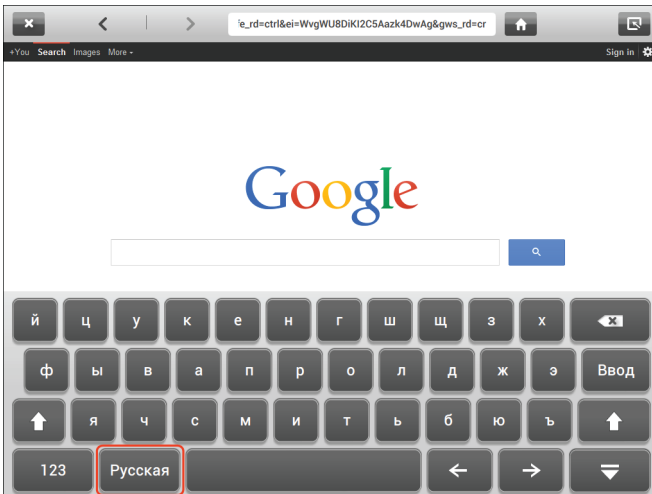 'e_rd=ctrl&ei=WvgWU8DiKI2C5Aazk4DwAg&gws_rd=cr
+You Search Images More Sign in
Google
й ц у к е н г ш щ з х
ф ы в а п р о л д ж э Ввод
я ч с м и т ь б ю ъ
123 Русская